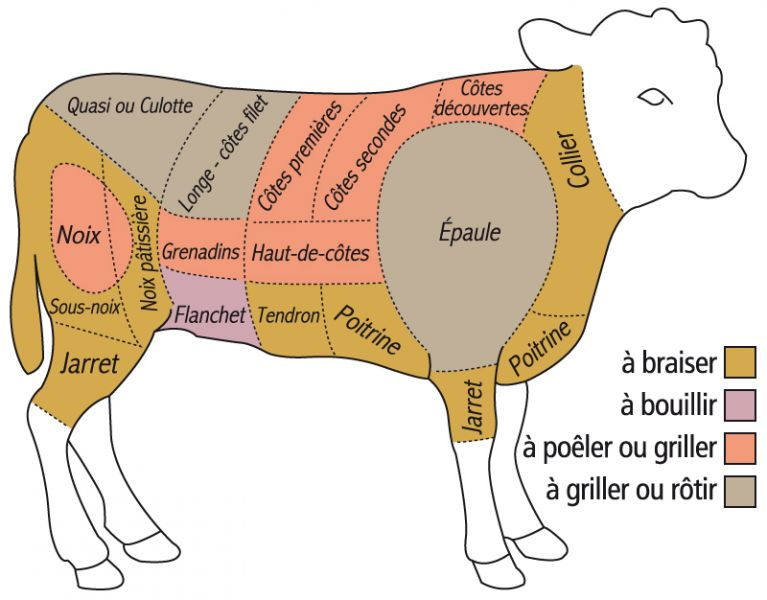 Quasi ou Culotte
Longe - côtes filet
Côtes premières
Côtes secondes
Côtes
découvertes
Collier
Noix
Noix pâtissière
Grenadins
Haut-de-côtes
Épaule
Sous-noix
Flanchet
Tendron
Poitrine
Poitrine
Jarret
Jarret
à braiser
à bouillir
à poêler ou griller
à griller ou rôtir